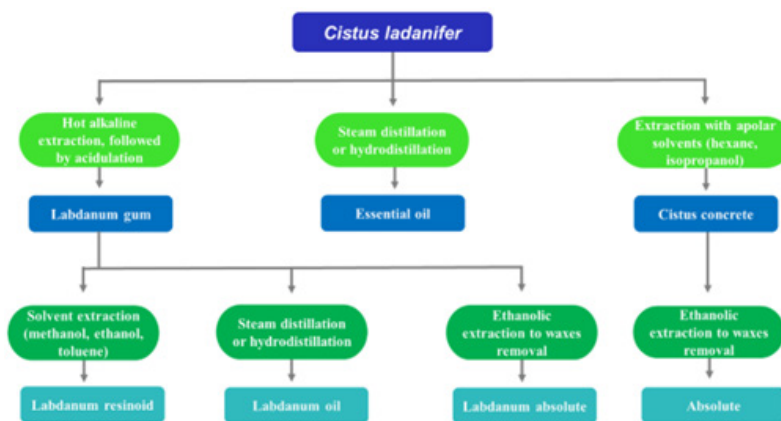 Cistus ladanifer
Hot alkaline
extraction, followed
by acidulation
Steam distillation
or hydrodistillation
Extraction with apolar
solvents (hexane,
isopropanol)
Labdanum gum
Essential oil
Cistus concrete
Solvent extraction
(methanol, ethanol,
toluene)
Steam distillation
or hydrodistillation
Ethanolic
extraction to waxes
removal
Ethanolic
extraction to waxes
removal
Labdanum resinoid
Labdanum oil
Labdanum absolute
Absolute